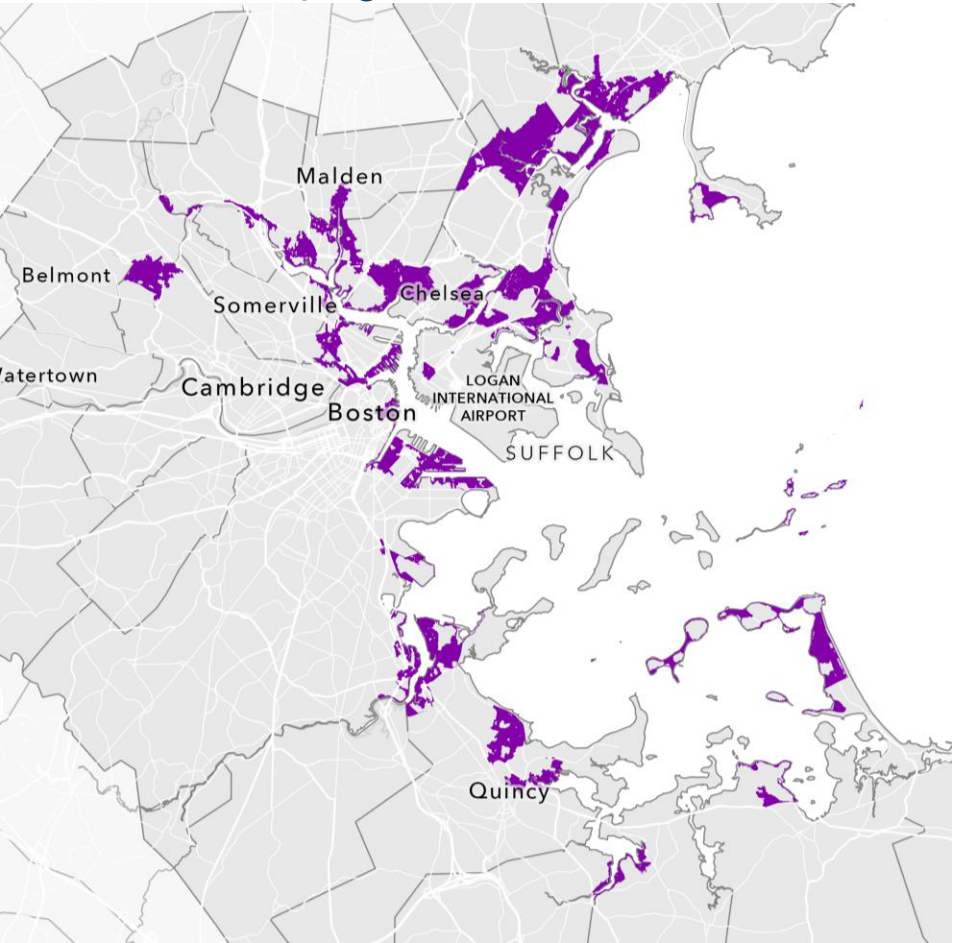 Malden
Belmont
Chelsea
Somerville
atertown
Cambridge
LOGAN
INTERNATIONAL
AIRPORT
Boston
SUFFOLK
Quincy